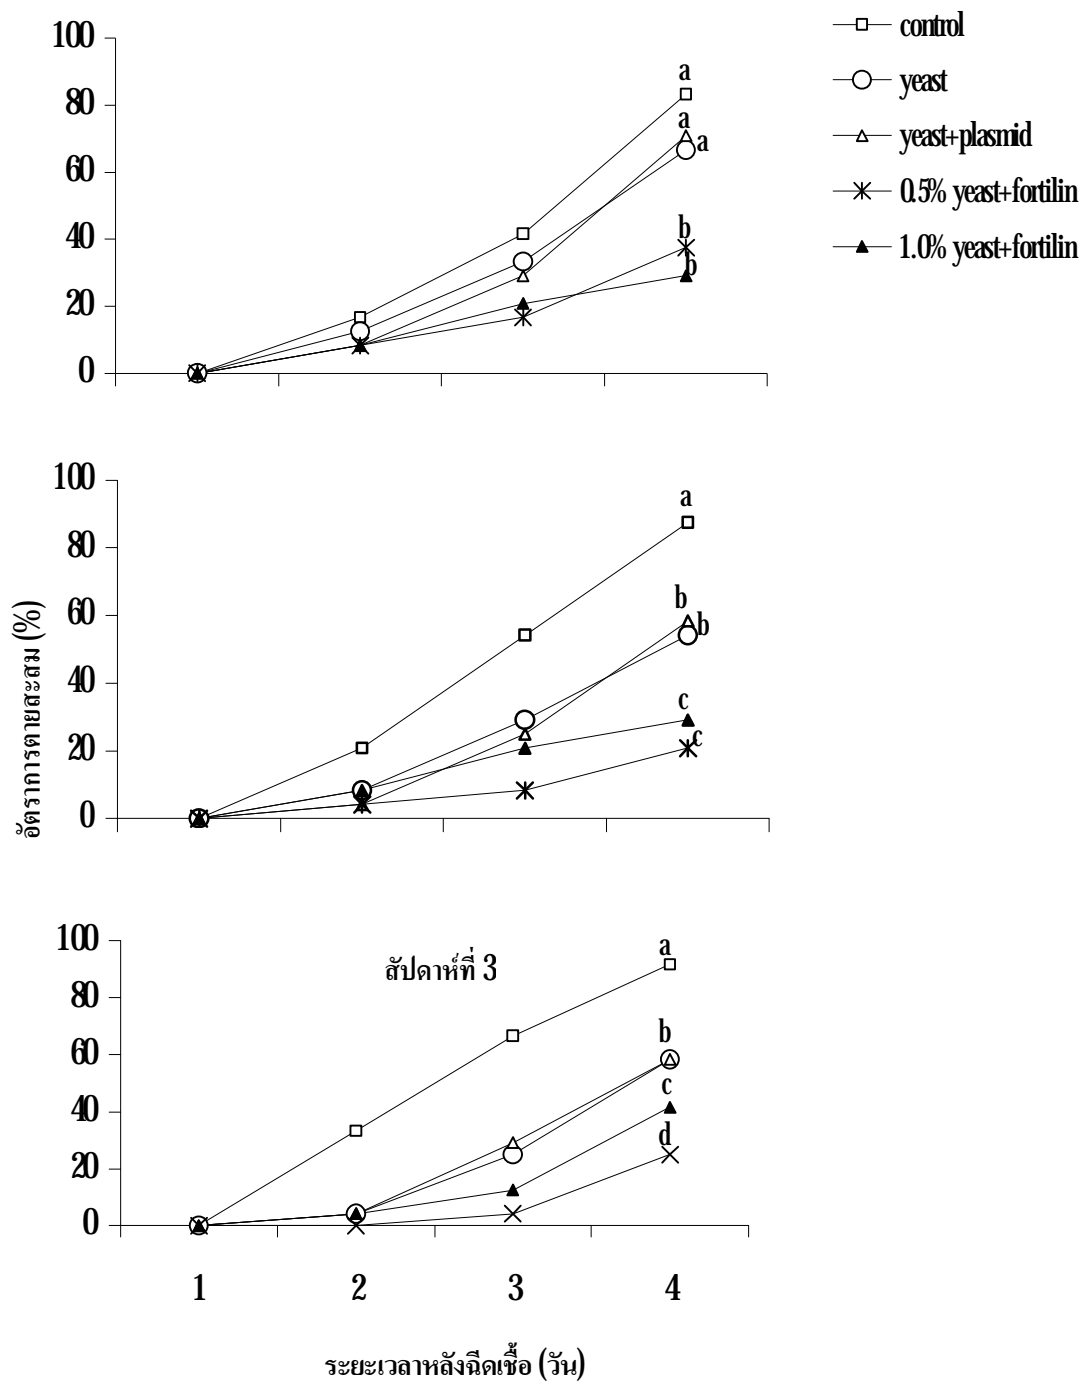 control
yeast
yeast+plasmid
0.5% yeast+fortilin
1.0% yeast+fortilin
100
80
60
40
20
0
a
a
a
b
b
100
80
60
40
20
0
a
b
b
c
c
อัตราการตายสะสม (%)
100
80
60
40
20
0
สัปดาห์ที่ 3
a
b
c
d
1 2 3 4
ระยะเวลาหลังฉีดเชื้อ (วัน)